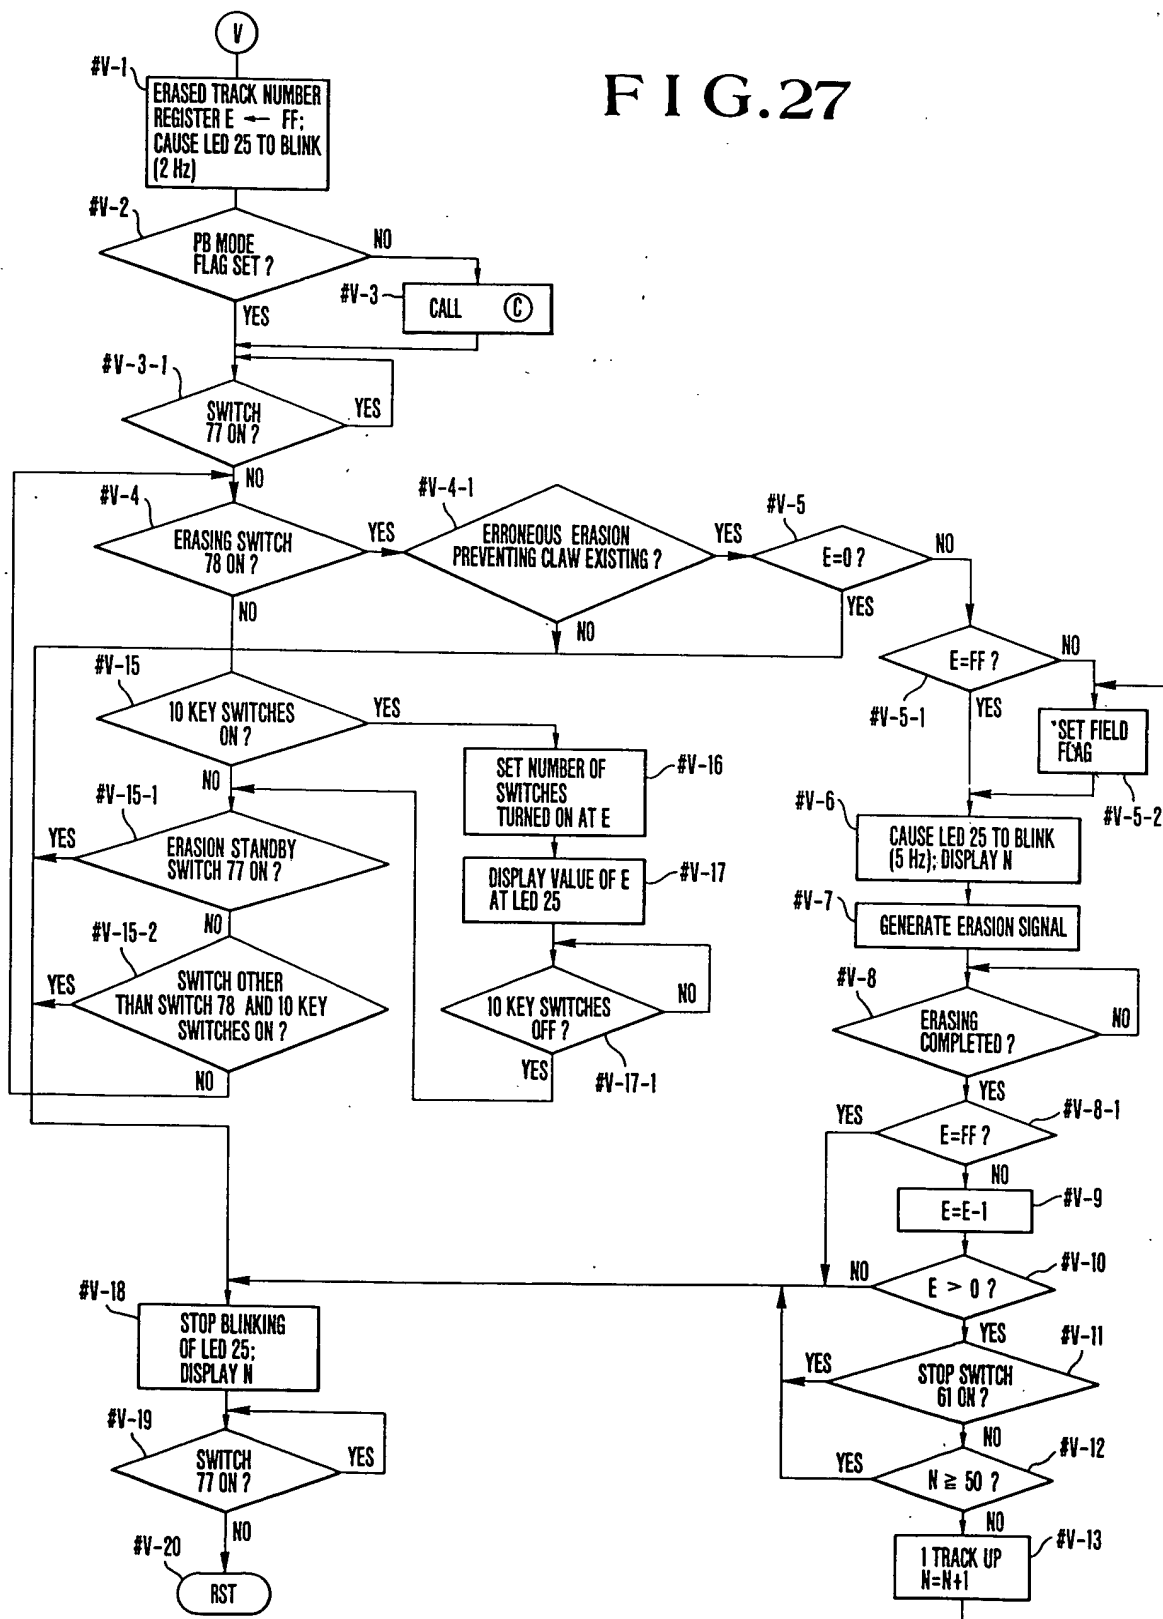 V
#V-1
FIG.27
ERASED TRACK NUMBER
REGISTER E ← FF;
CAUSE LED 25 TO BLINK
(2 Hz)
#V-2
PB MODE
FLAG SET ?
NO
YES
#V-3
CALL C
#V-3-1
SWITCH
77 ON ?
YES
NO
#V-4
ERASING SWITCH
78 ON ?
YES
NO
#V-4-1
ERRONEOUS ERASION
PREVENTING CLAW EXISTING ?
YES
NO
#V-5
E=0 ?
NO
YES
E=FF ?
NO
YES
#V-5-1
SET FIELD
FLAG
#V-5-2
#V-15
10 KEY SWITCHES
ON ?
YES
NO
SET NUMBER OF
SWITCHES
TURNED ON AT E
#V-16
#V-15-1
ERASION STANDBY
SWITCH 77 ON ?
YES
NO
DISPLAY VALUE OF E
AT LED 25
#V-17
#V-6
CAUSE LED 25 TO BLINK
(5 Hz); DISPLAY N
#V-7
GENERATE ERASION SIGNAL
#V-15-2
SWITCH OTHER
THAN SWITCH 78 AND 10 KEY
SWITCHES ON ?
YES
NO
10 KEY SWITCHES
OFF ?
NO
YES
#V-17-1
#V-8
ERASING
COMPLETED ?
NO
YES
#V-8-1
E=FF ?
YES
NO
E=E-1
#V-9
E > 0 ?
#V-10
NO
YES
#V-18
STOP BLINKING
OF LED 25;
DISPLAY N
STOP SWITCH
61 ON ?
#V-11
YES
NO
#V-19
SWITCH
77 ON ?
YES
NO
N ≧ 50 ?
#V-12
YES
NO
#V-20
RST
1 TRACK UP
N=N+1
#V-13